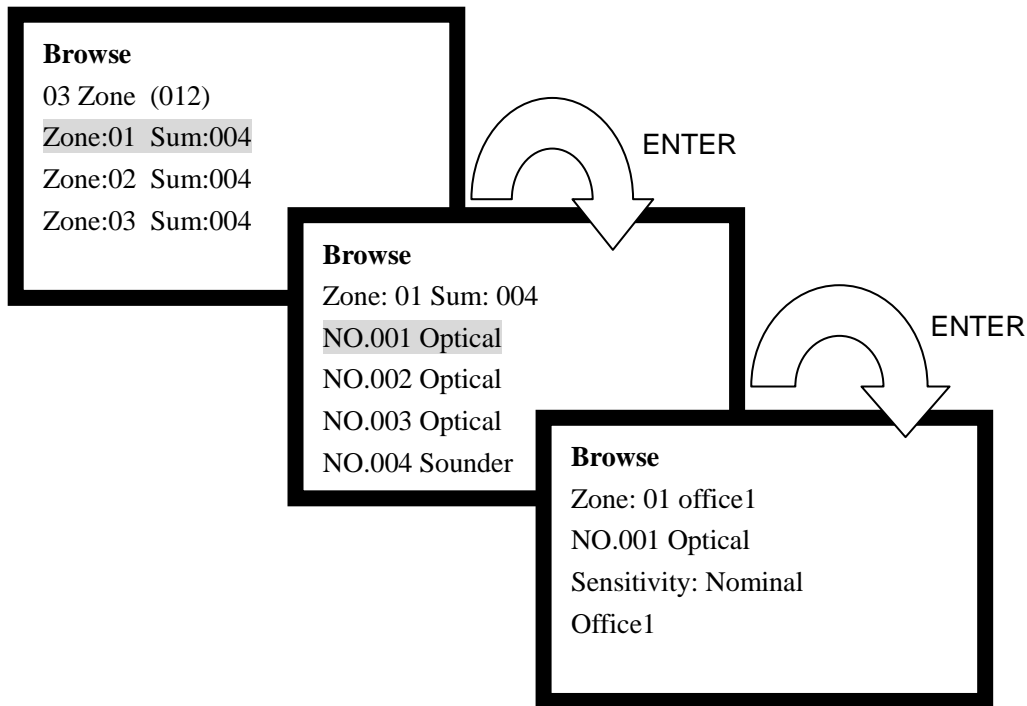 Browse
03 Zone  (012)
Zone:01  Sum:004
Zone:02  Sum:004
Zone:03  Sum:004
ENTER
Browse
Zone: 01 Sum: 004
NO.001 Optical
NO.002 Optical
NO.003 Optical
NO.004 Sounder
ENTER
Browse
Zone: 01 office1
NO.001 Optical
Sensitivity: Nominal
Office1